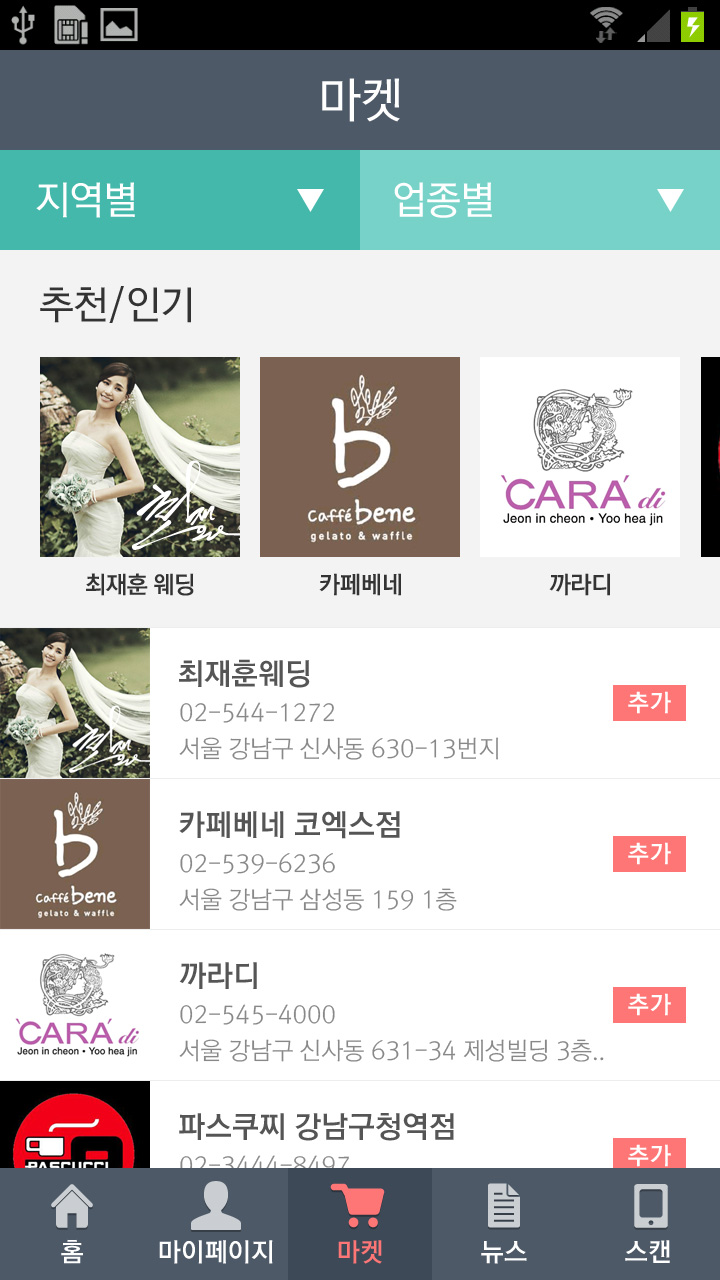 마켓
지역별 ▼ 업종별 ▼
추천/인기
Caffé bene
gelato & waffle
'CARA' di
Jeon in cheon • Yoo hea jin
최재훈 웨딩 카페베네 까라디
최재훈웨딩
02-544-1272
서울 강남구 신사동 630-13번지
추가
Caffé bene
gelato & waffle
카페베네 코엑스점
02-539-6236
서울 강남구 삼성동 159 1층
추가
'CARA' di
Jeon in cheon • Yoo hea jin
까라디
02-545-4000
서울 강남구 신사동 631-34 제성빌딩 3층..
추가
PASCUCCI
파스쿠찌 강남구청역점
02-3444-8497
추가
홈 마이페이지 마켓 뉴스 스캔